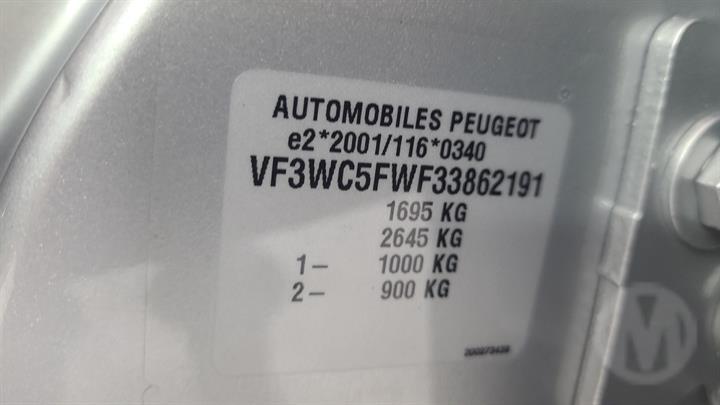 AUTOMOBILES PEUGEOT
e2*2001/116*0340
VF3WC5FWF33862191
1695 KG
2645 KG
1- 1000 KG
2- 900 KG
M